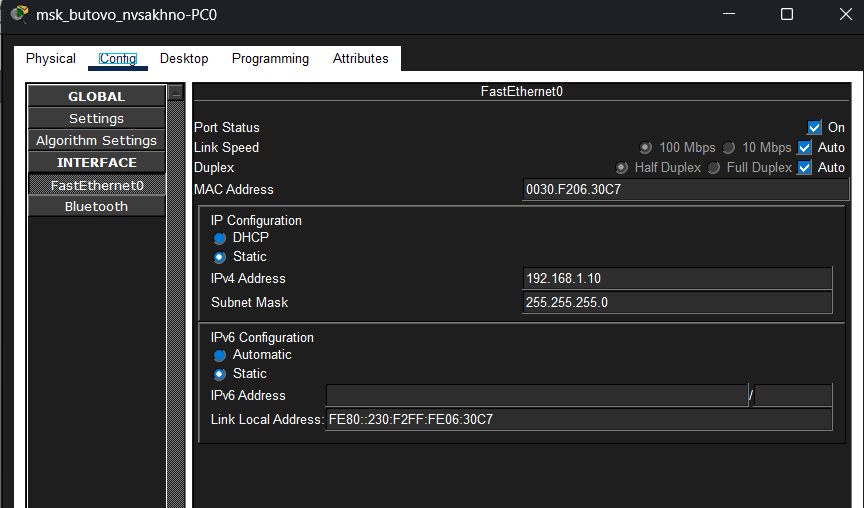 msk_butovo_nvsakhno-PC0
Physical Config Desktop Programming Attributes
GLOBAL
Settings
Algorithm Settings
INTERFACE
FastEthernet0
Bluetooth
FastEthernet0
Port Status On
Link Speed 100 Mbps 10 Mbps Auto
Duplex Half Duplex Full Duplex Auto
MAC Address 0030.F206.30C7
IP Configuration
DHCP
Static
IPv4 Address 192.168.1.10
Subnet Mask 255.255.255.0
IPv6 Configuration
Automatic
Static
IPv6 Address /
Link Local Address: FE80::230:F2FF:FE06:30C7